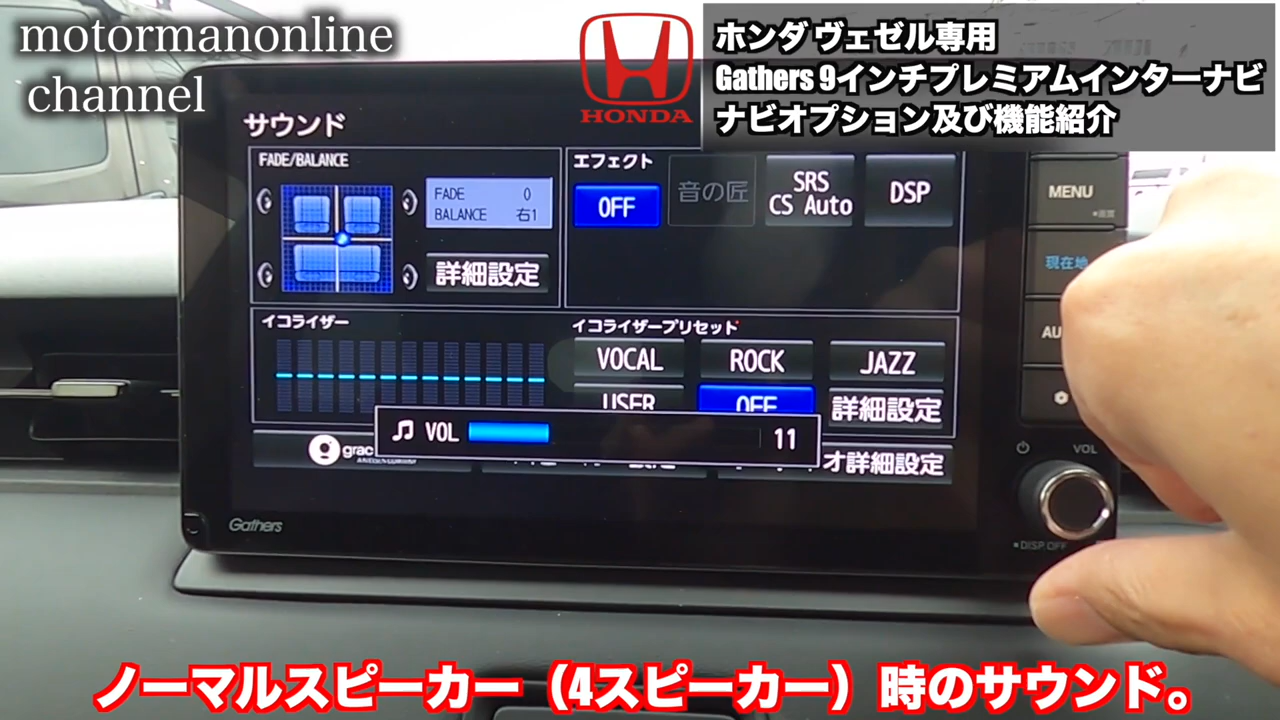 motormanonline
channel
HONDA
ホンダ ヴェゼル専用
Gathers 9インチプレミアムインターナビ
ナビオプション及び機能紹介
サウンド
FADE/BALANCE
FADE 0
BALANCE 右1
詳細設定
エフェクト
OFF
音の匠
SRS
CS Auto
DSP
イコライザー
イコライザープリセット
VOCAL
ROCK
JAZZ
USER
OFF
詳細設定
VOL
11
オ詳細設定
MENU
現在地
VOL
DISP OFF
Gathers
ノーマルスピーカー（4スピーカー）時のサウンド。